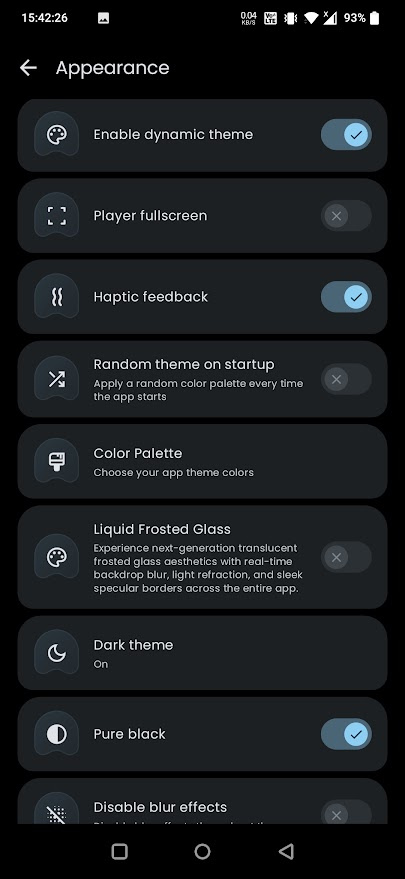 15:42:26
0.04
KB/S
Vo
LTE
X
93%
Appearance
Enable dynamic theme
Player fullscreen
Haptic feedback
Random theme on startup
Apply a random color palette every time
the app starts
Color Palette
Choose your app theme colors
Liquid Frosted Glass
Experience next-generation translucent
frosted glass aesthetics with real-time
backdrop blur, light refraction, and sleek
specular borders across the entire app.
Dark theme
On
Pure black
Disable blur effects